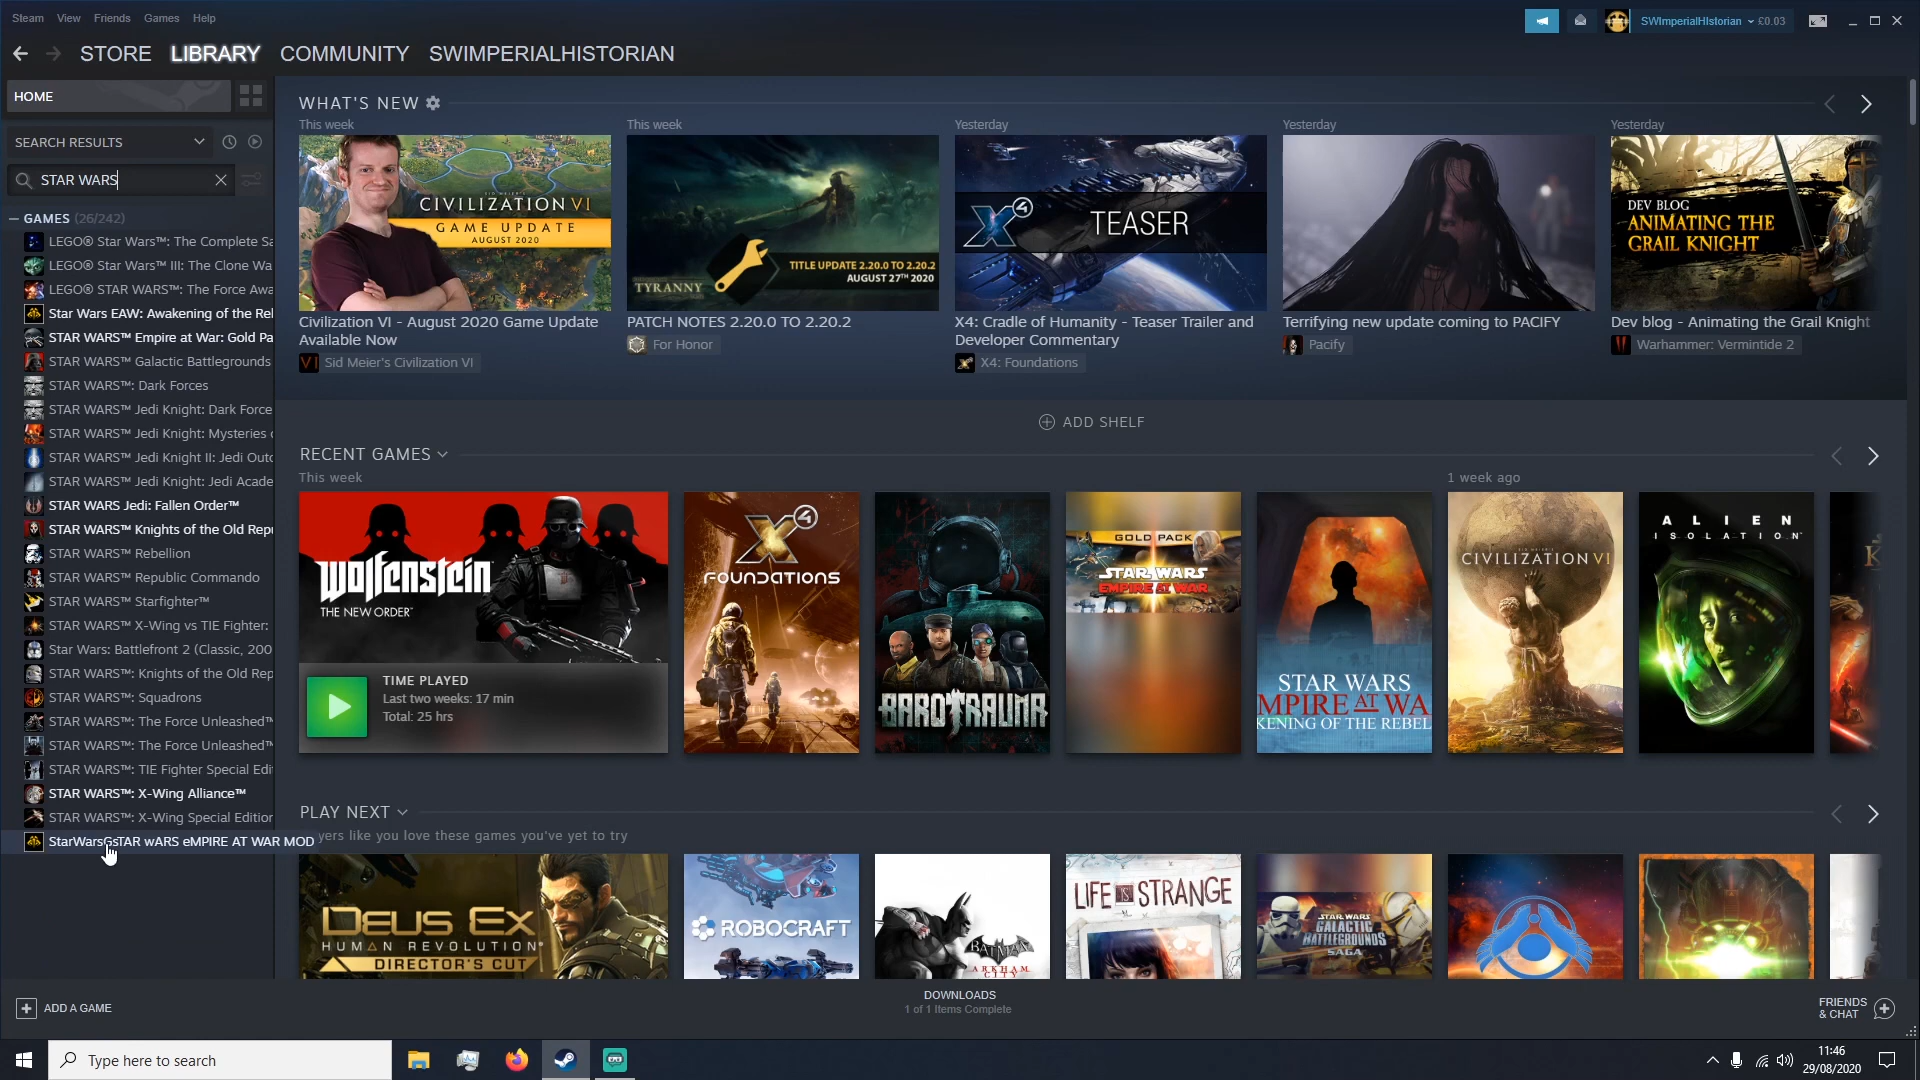 Steam View Friends Games Help
SWImperialHIstorian £0.03
STORE LIBRARY COMMUNITY SWIMPERIALHISTORIAN
HOME
SEARCH RESULTS
STAR WARS
GAMES (26/242)
LEGO® Star Wars™: The Complete Sa
LEGO® Star Wars™ III: The Clone Wa
LEGO® STAR WARS™: The Force Awa
Star Wars EAW: Awakening of the Rel
STAR WARS™ Empire at War: Gold Pa
STAR WARS™ Galactic Battlegrounds
STAR WARS™: Dark Forces
STAR WARS™ Jedi Knight: Dark Force
STAR WARS™ Jedi Knight: Mysteries o
STAR WARS™ Jedi Knight II: Jedi Outc
STAR WARS™ Jedi Knight: Jedi Acade
STAR WARS Jedi: Fallen Order™
STAR WARS™ Knights of the Old Repu
STAR WARS™ Rebellion
STAR WARS™ Republic Commando
STAR WARS™ Starfighter™
STAR WARS™ X-Wing vs TIE Fighter:
Star Wars: Battlefront 2 (Classic, 200
STAR WARS™: Knights of the Old Rep
STAR WARS™: Squadrons
STAR WARS™: The Force Unleashed™
STAR WARS™: The Force Unleashed™
STAR WARS™: TIE Fighter Special Edi
STAR WARS™: X-Wing Alliance™
STAR WARS™: X-Wing Special Edition
StarWarsGsTAR wARS eMPIRE AT WAR MOD
WHAT'S NEW
This week
SID MEIER'S
CIVILIZATION VI
GAME UPDATE
AUGUST 2020
Civilization VI - August 2020 Game Update
Available Now
VI Sid Meier's Civilization VI
This week
TITLE UPDATE 2.20.0 TO 2.20.2
AUGUST 27TH 2020
TYRANNY
PATCH NOTES 2.20.0 TO 2.20.2
For Honor
Yesterday
X4 TEASER
X4: Cradle of Humanity - Teaser Trailer and
Developer Commentary
X4: Foundations
Yesterday
Terrifying new update coming to PACIFY
Pacify
Yesterday
DEV BLOG
ANIMATING THE
GRAIL KNIGHT
Dev blog - Animating the Grail Knight
Warhammer: Vermintide 2
ADD SHELF
RECENT GAMES
This week
1 week ago
Wolfenstein
THE NEW ORDER
TIME PLAYED
Last two weeks: 17 min
Total: 25 hrs
X4
FOUNDATIONS
BAROTRAUMA
GOLD PACK
STAR WARS
EMPIRE AT WAR
STAR WARS
MPIRE AT WA
KENING OF THE REBEL
CIVILIZATION VI
ALIEN
ISOLATION
K
PLAY NEXT
yers like you love these games you've yet to try
DEUS EX
HUMAN REVOLUTION
DIRECTOR'S CUT
ROBOCRAFT
BATMAN
ARKHAM
CITY
LIFE IS STRANGE
STAR WARS
GALACTIC
BATTLEGROUNDS
SAGA
ADD A GAME
DOWNLOADS
1 of 1 Items Complete
FRIENDS
& CHAT
Type here to search
11:46
29/08/2020